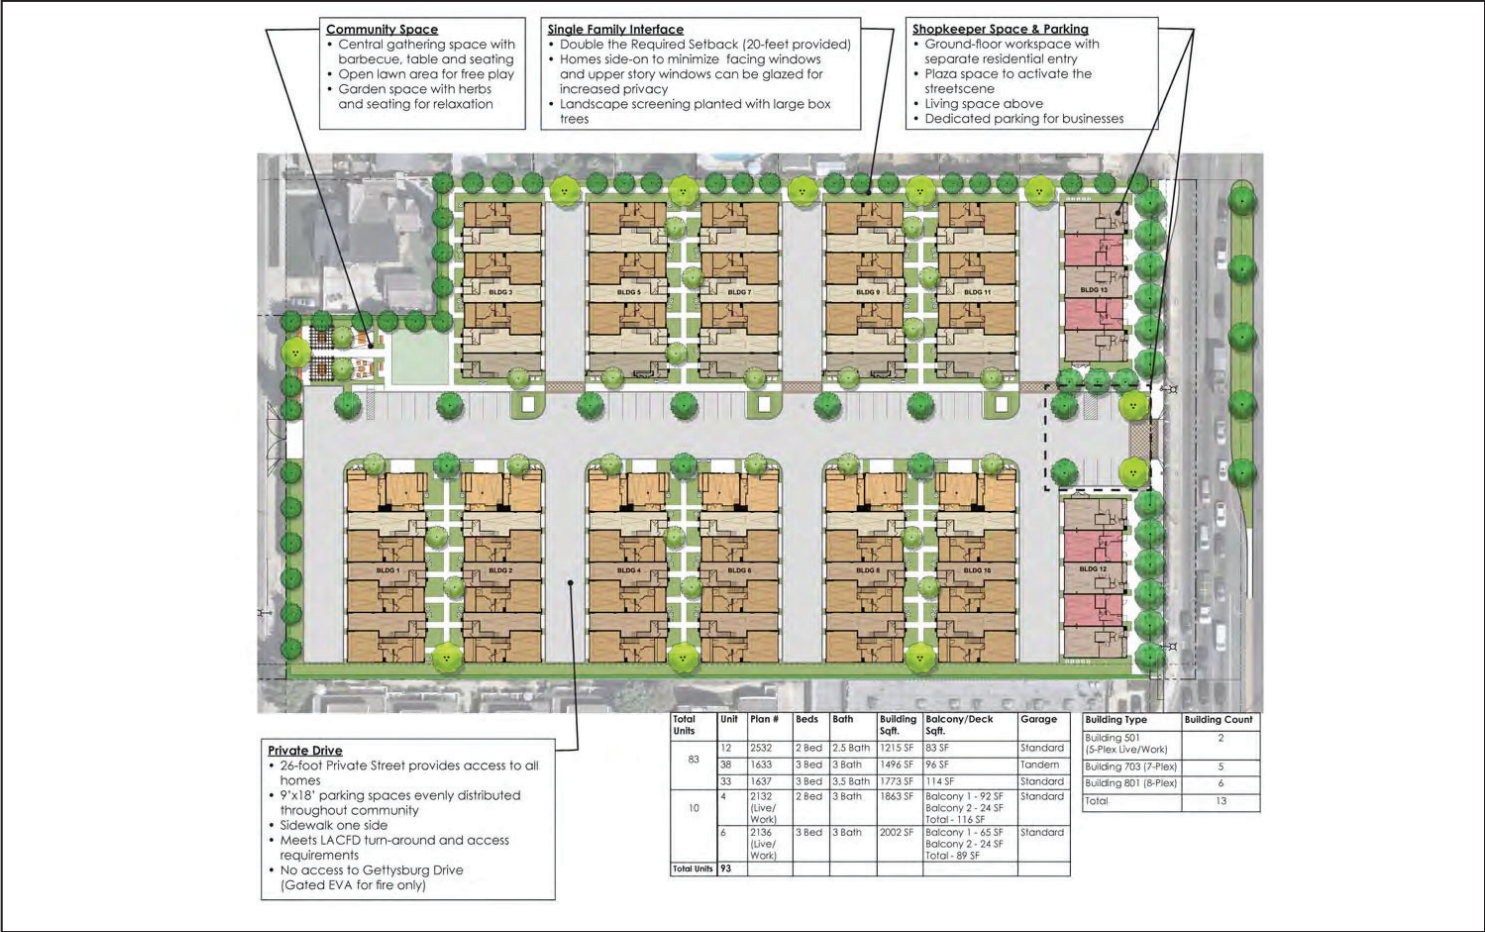 Community Space
• Central gathering space with
barbecue, table and seating
• Open lawn area for free play
• Garden space with herbs
and seating for relaxation
Single Family Interface
• Double the Required Setback (20-feet provided)
• Homes side-on to minimize facing windows
and upper story windows can be glazed for
increased privacy
• Landscape screening planted with large box
trees
Shopkeeper Space & Parking
• Ground-floor workspace with
separate residential entry
• Plaza space to activate the
streetscene
• Living space above
• Dedicated parking for businesses
BLDG 3
BLDG 5
BLDG 7
BLDG 9
BLDG 11
BLDG 13
BLDG 1
BLDG 2
BLDG 4
BLDG 6
BLDG 8
BLDG 10
BLDG 12
Private Drive
• 26-foot Private Street provides access to all
homes
• 9'x18' parking spaces evenly distributed
throughout community
• Sidewalk one side
• Meets LACFD turn-around and access
requirements
• No access to Gettysburg Drive
(Gated EVA for fire only)
Total Units Unit Plan # Beds Bath Building Sqft. Balcony/Deck Sqft. Garage
83 12 2532 2 Bed 2.5 Bath 1215 SF 83 SF Standard
38 1633 3 Bed 3 Bath 1496 SF 96 SF Tandem
33 1637 3 Bed 3.5 Bath 1773 SF 114 SF Standard
10 4 2132 (Live/Work) 2 Bed 3 Bath 1863 SF Balcony 1 - 92 SF Standard
Balcony 2 - 24 SF
Total - 116 SF
6 2136 (Live/Work) 3 Bed 3 Bath 2002 SF Balcony 1 - 65 SF Standard
Balcony 2 - 24 SF
Total - 89 SF
Total Units 93
Building Type Building Count
Building 501 2
(5-Plex Live/Work)
Building 703 (7-Plex) 5
Building 801 (8-Plex) 6
Total 13